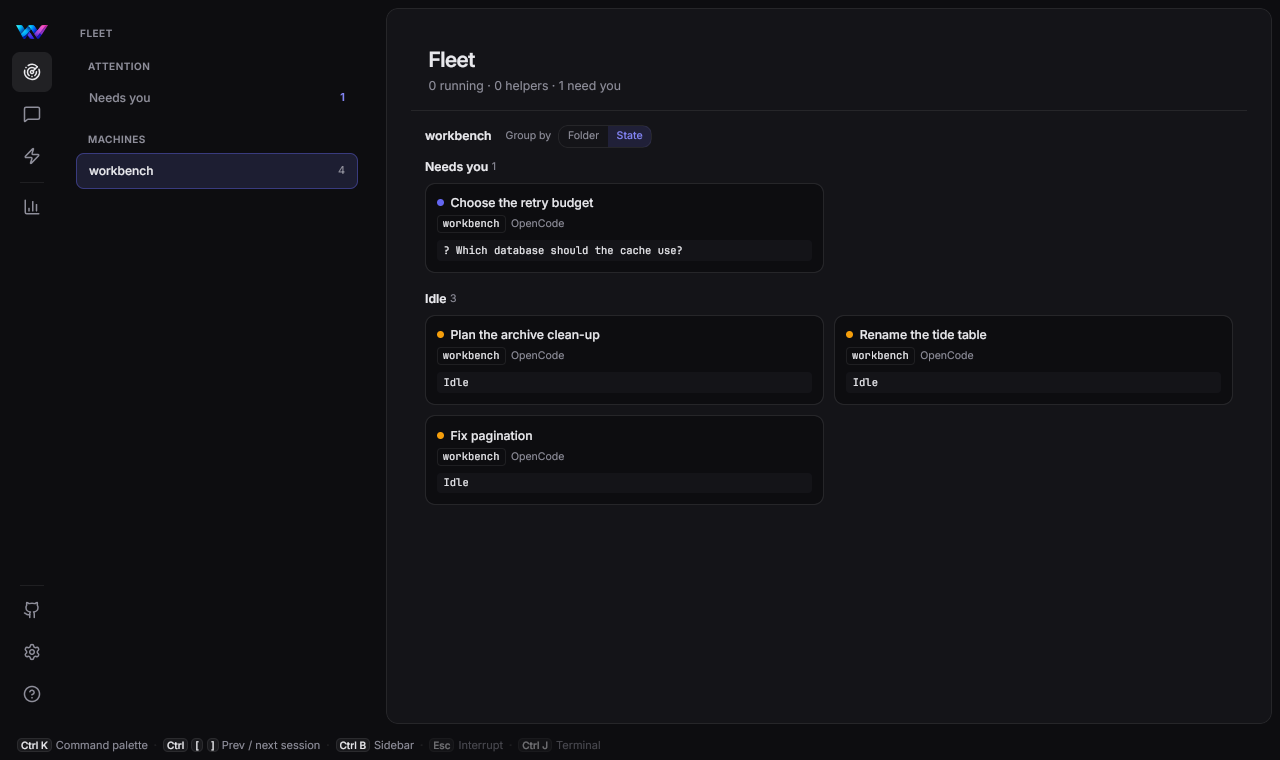 FLEET
ATTENTION
Needs you 1
MACHINES
workbench 4
Fleet
0 running · 0 helpers · 1 need you
workbench Group by Folder State
Needs you 1
Choose the retry budget
workbench OpenCode
? Which database should the cache use?
Idle 3
Plan the archive clean-up
workbench OpenCode
Idle
Rename the tide table
workbench OpenCode
Idle
Fix pagination
workbench OpenCode
Idle
Ctrl K Command palette · Ctrl [ ] Prev / next session · Ctrl B Sidebar · Esc Interrupt · Ctrl J Terminal